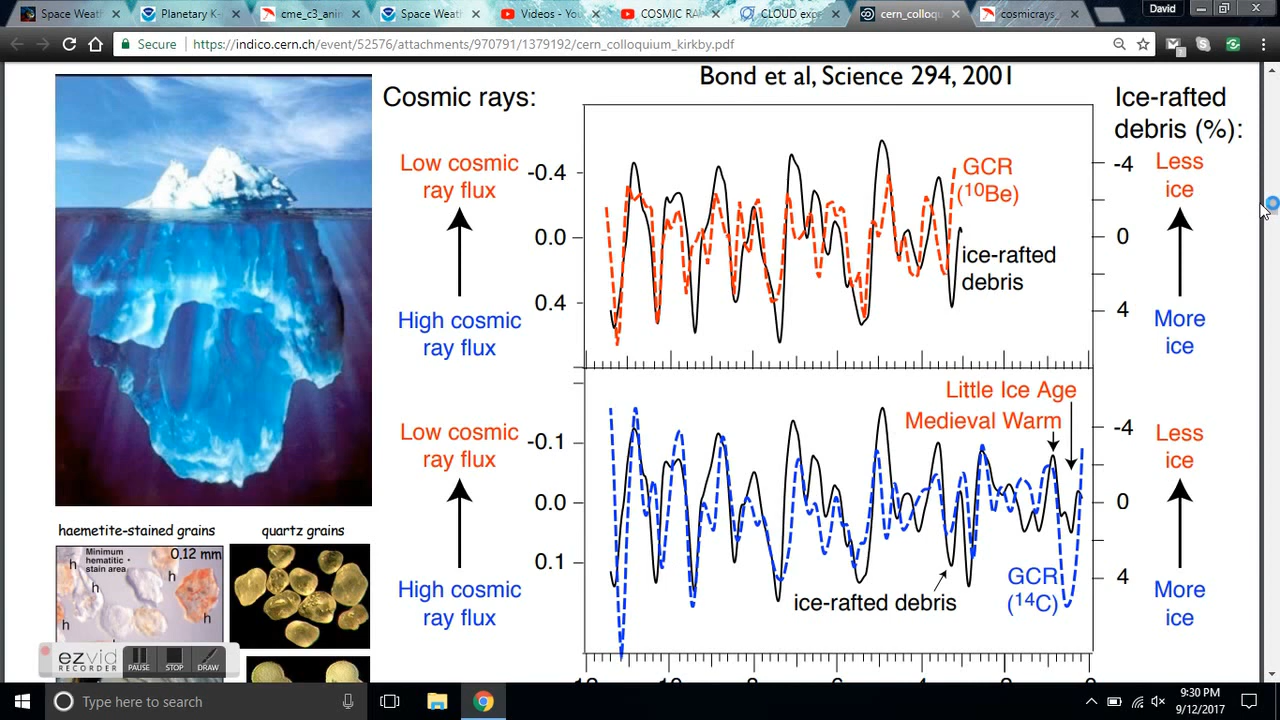 Space Weat
Planetary K-
cme_c3_ani
Space Weat
Videos - Yo
COSMIC RA
CLOUD exp
cern_colloq
cosmicrays_
David
Secure
https://indico.cern.ch/event/52576/attachments/970791/1379192/cern_colloquium_kirkby.pdf
Bond et al, Science 294, 2001
Cosmic rays:
Ice-rafted
debris (%):
Low cosmic
ray flux
High cosmic
ray flux
-0.4
0.0
0.4
GCR
(¹⁰Be)
ice-rafted
debris
-4
0
4
Less
ice
More
ice
Low cosmic
ray flux
High cosmic
ray flux
-0.1
0.0
0.1
Little Ice Age
Medieval Warm
ice-rafted debris
GCR
(¹⁴C)
-4
0
4
Less
ice
More
ice
haemetite-stained grains
quartz grains
Minimum
hematitic
stain area
0.12 mm
h
h
h
h
ezvid
RECORDER
PAUSE
STOP
DRAW
Type here to search
9:30 PM
9/12/2017